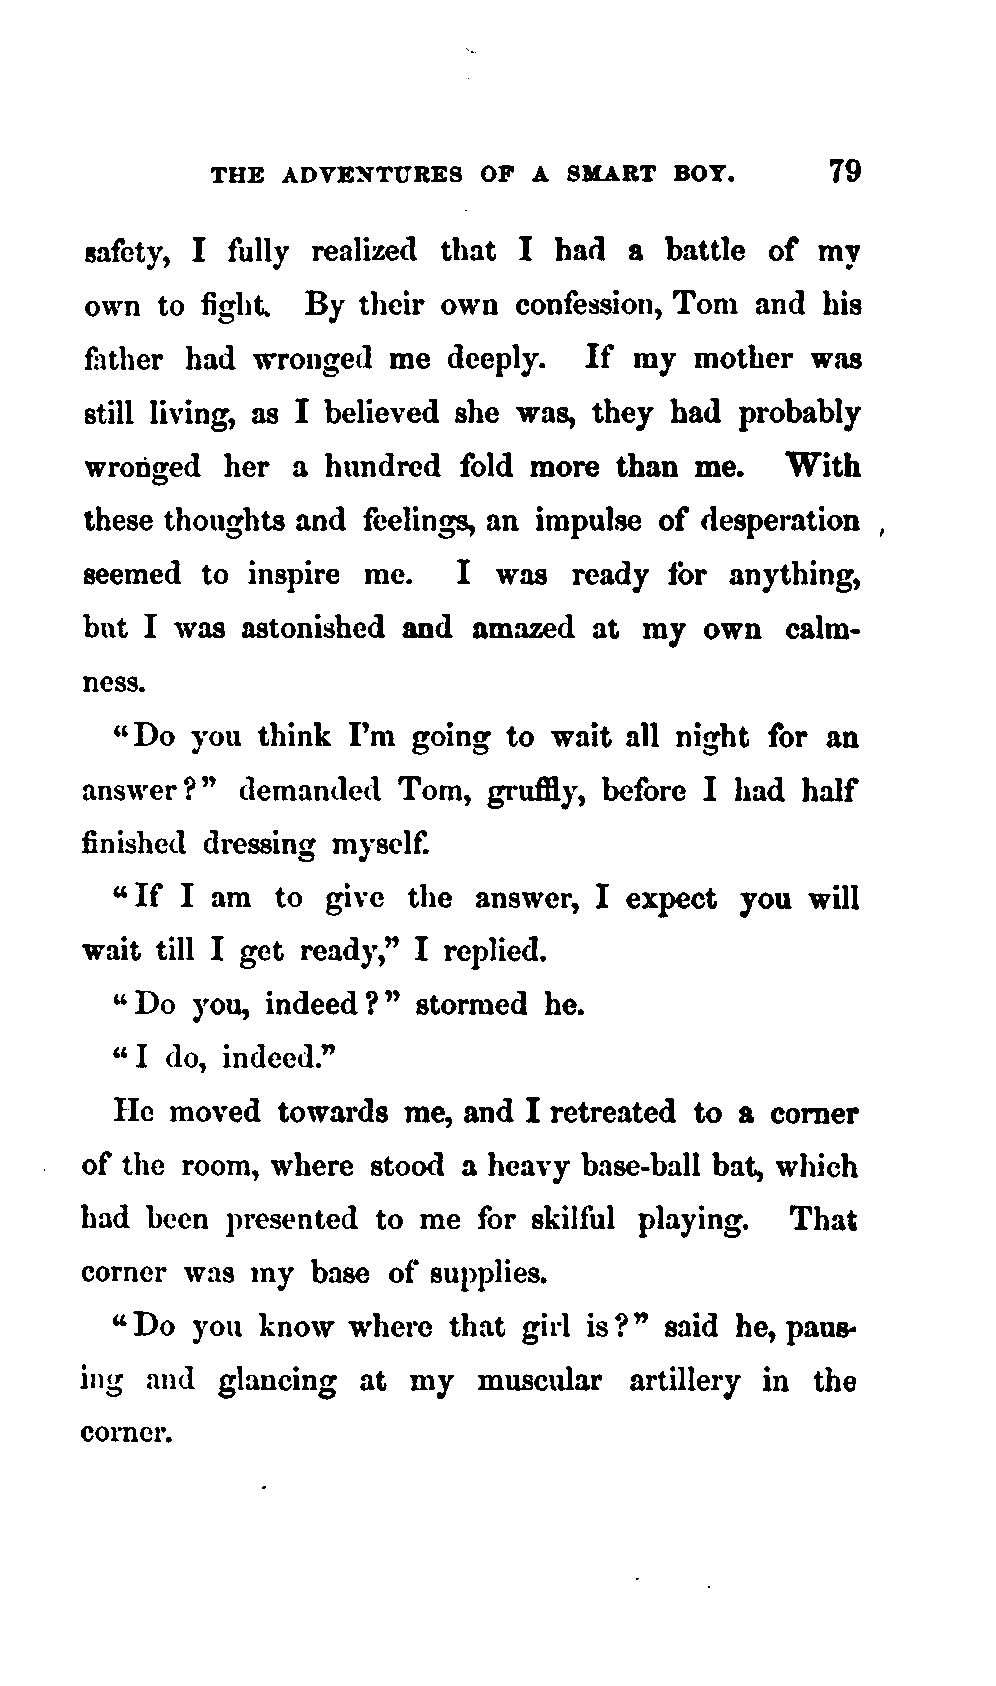 THE ADVENTURES OF A SMART BOY. 79
safety, I fully realized that I had a battle of my
own to fight. By their own confession, Tom and his
father had wronged me deeply. If my mother was
still living, as I believed she was, they had probably
wronged her a hundred fold more than me. With
these thoughts and feelings, an impulse of desperation
seemed to inspire me. I was ready for anything,
but I was astonished and amazed at my own calm-
ness.
“Do you think I'm going to wait all night for an
answer?” demanded Tom, gruffly, before I had half
finished dressing myself.
“If I am to give the answer, I expect you will
wait till I get ready,” I replied.
“Do you, indeed?” stormed he.
“I do, indeed.”
He moved towards me, and I retreated to a corner
of the room, where stood a heavy base-ball bat, which
had been presented to me for skilful playing. That
corner was my base of supplies.
“Do you know where that girl is?” said he, paus-
ing and glancing at my muscular artillery in the
corner.